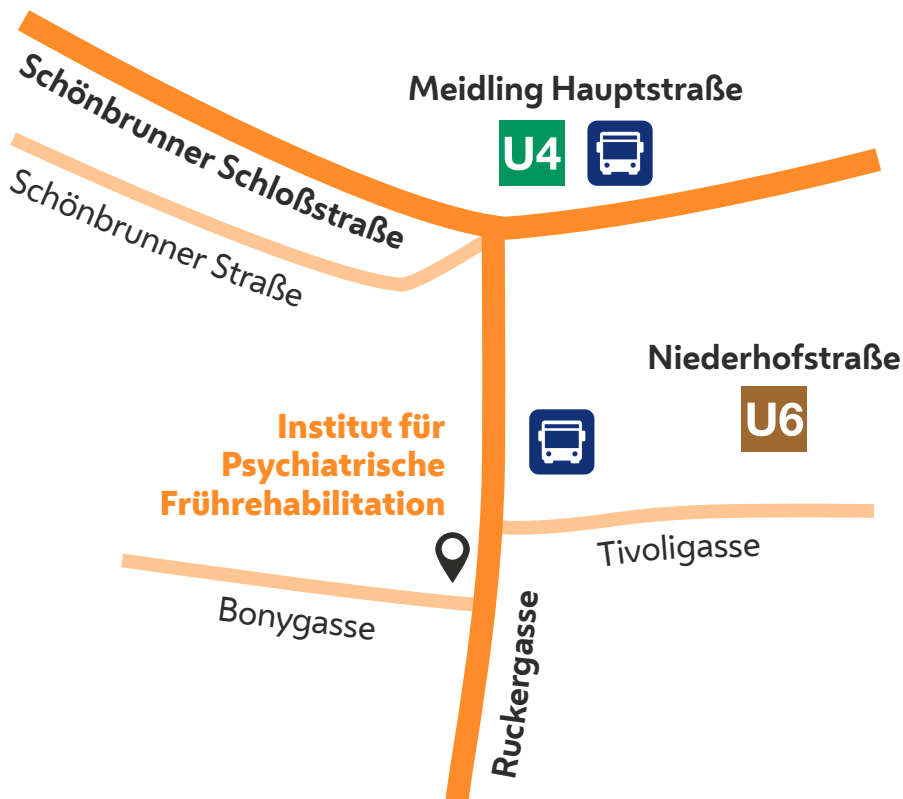 Meidling Hauptstraße
U4
Schönbrunner Schloßstraße
Schönbrunner Straße
Niederhofstraße
U6
Institut für
Psychiatrische
Frührehabilitation
Tivoligasse
Bonygasse
Ruckergasse